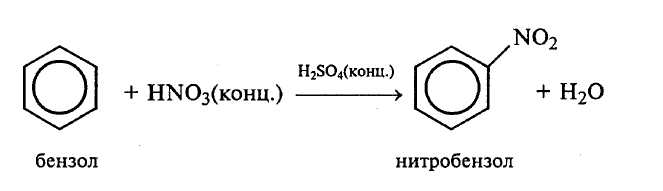 NO₂
+ HNO₃(конц.) H₂SO₄(конц.) + H₂O
бензол нитробензол